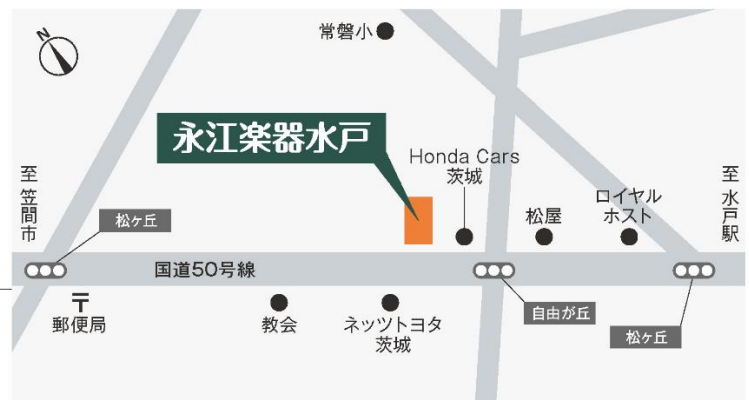 N
常磐小
永江楽器水戸
Honda Cars
茨城
至 笠間市
松ヶ丘
松屋
ロイヤル
ホスト
至 水戸駅
国道50号線
〒
郵便局
教会
ネッツトヨタ
茨城
自由が丘
松ヶ丘